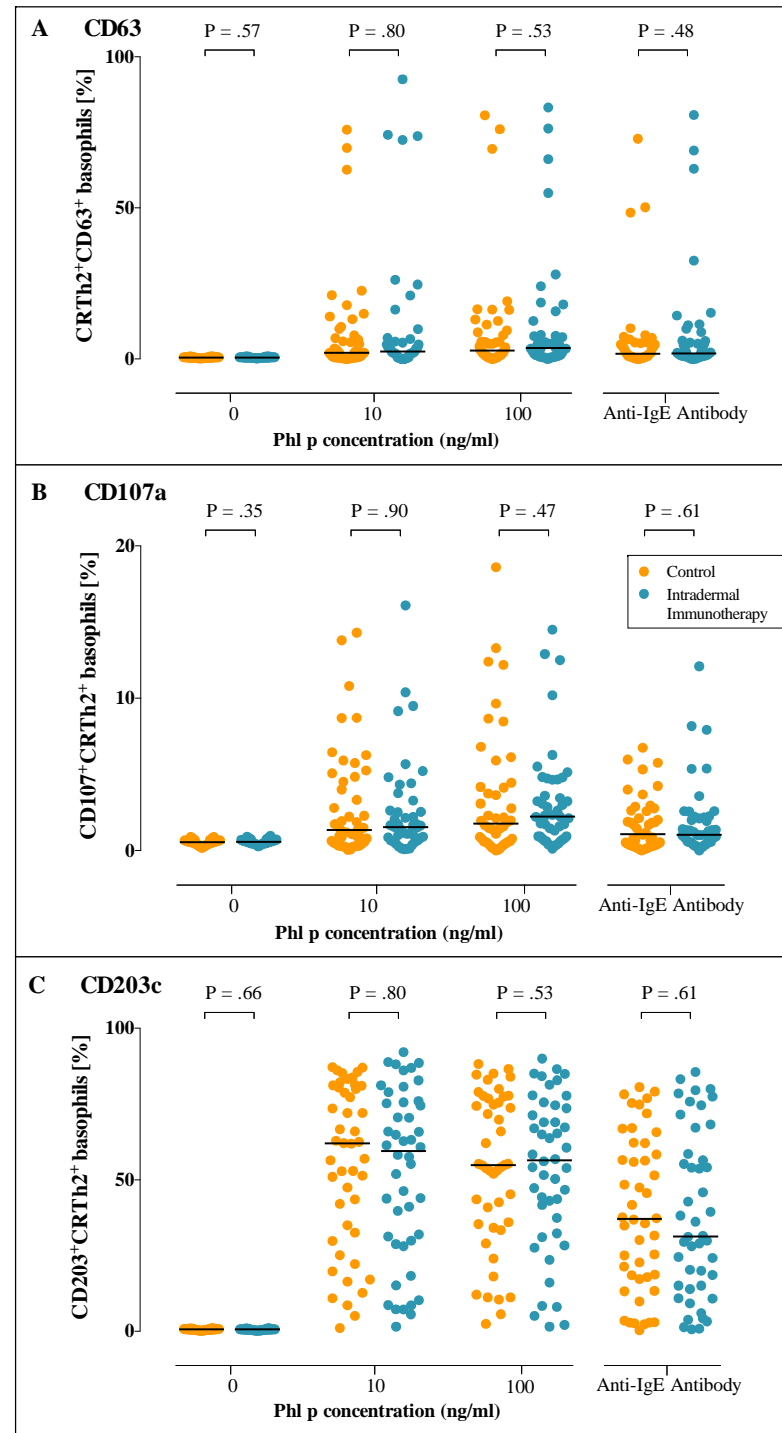 A CD63
P = .57 P = .80 P = .53 P = .48
100
50
0
CRTh2⁺CD63⁺ basophils [%]
0 10 100 Anti-IgE Antibody
Phl p concentration (ng/ml)
B CD107a
P = .35 P = .90 P = .47 P = .61
20
10
0
CD107⁺CRTh2⁺ basophils [%]
Control
Intradermal
Immunotherapy
0 10 100 Anti-IgE Antibody
Phl p concentration (ng/ml)
C CD203c
P = .66 P = .80 P = .53 P = .61
100
50
0
CD203⁺CRTh2⁺ basophils [%]
0 10 100 Anti-IgE Antibody
Phl p concentration (ng/ml)